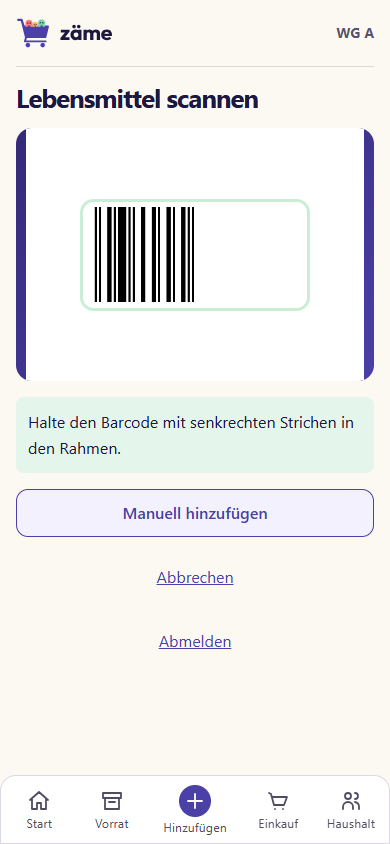 zäme
WG A
Lebensmittel scannen
Halte den Barcode mit senkrechten Strichen in
den Rahmen.
Manuell hinzufügen
Abbrechen
Abmelden
Start
Vorrat
Hinzufügen
Einkauf
Haushalt